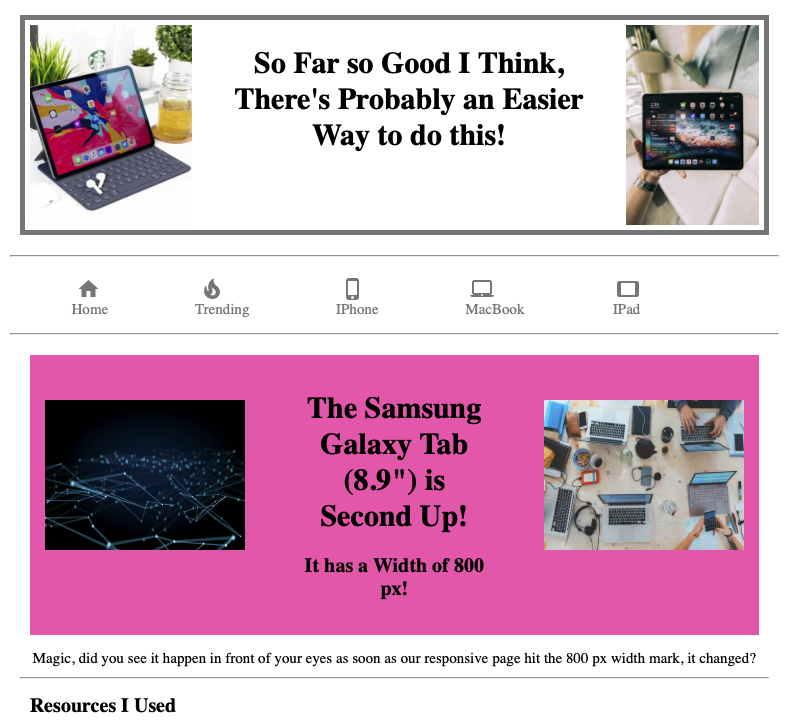 So Far so Good I Think,
There's Probably an Easier
Way to do this!
Home
Trending
IPhone
MacBook
IPad
The Samsung
Galaxy Tab
(8.9") is
Second Up!
It has a Width of 800
px!
Magic, did you see it happen in front of your eyes as soon as our responsive page hit the 800 px width mark, it changed?
Resources I Used